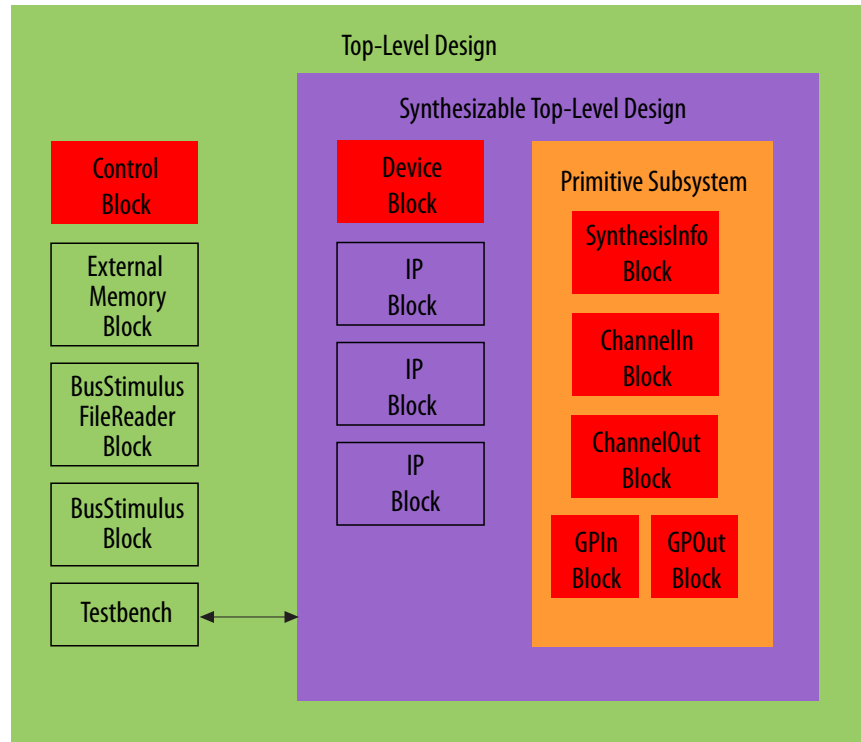 Top-Level Design
Synthesizable Top-Level Design
Control
Block
External
Memory
Block
BusStimulus
FileReader
Block
BusStimulus
Block
Testbench
Device
Block
IP
Block
IP
Block
IP
Block
Primitive Subsystem
SynthesisInfo
Block
ChannelIn
Block
ChannelOut
Block
GPIn
Block
GPOut
Block